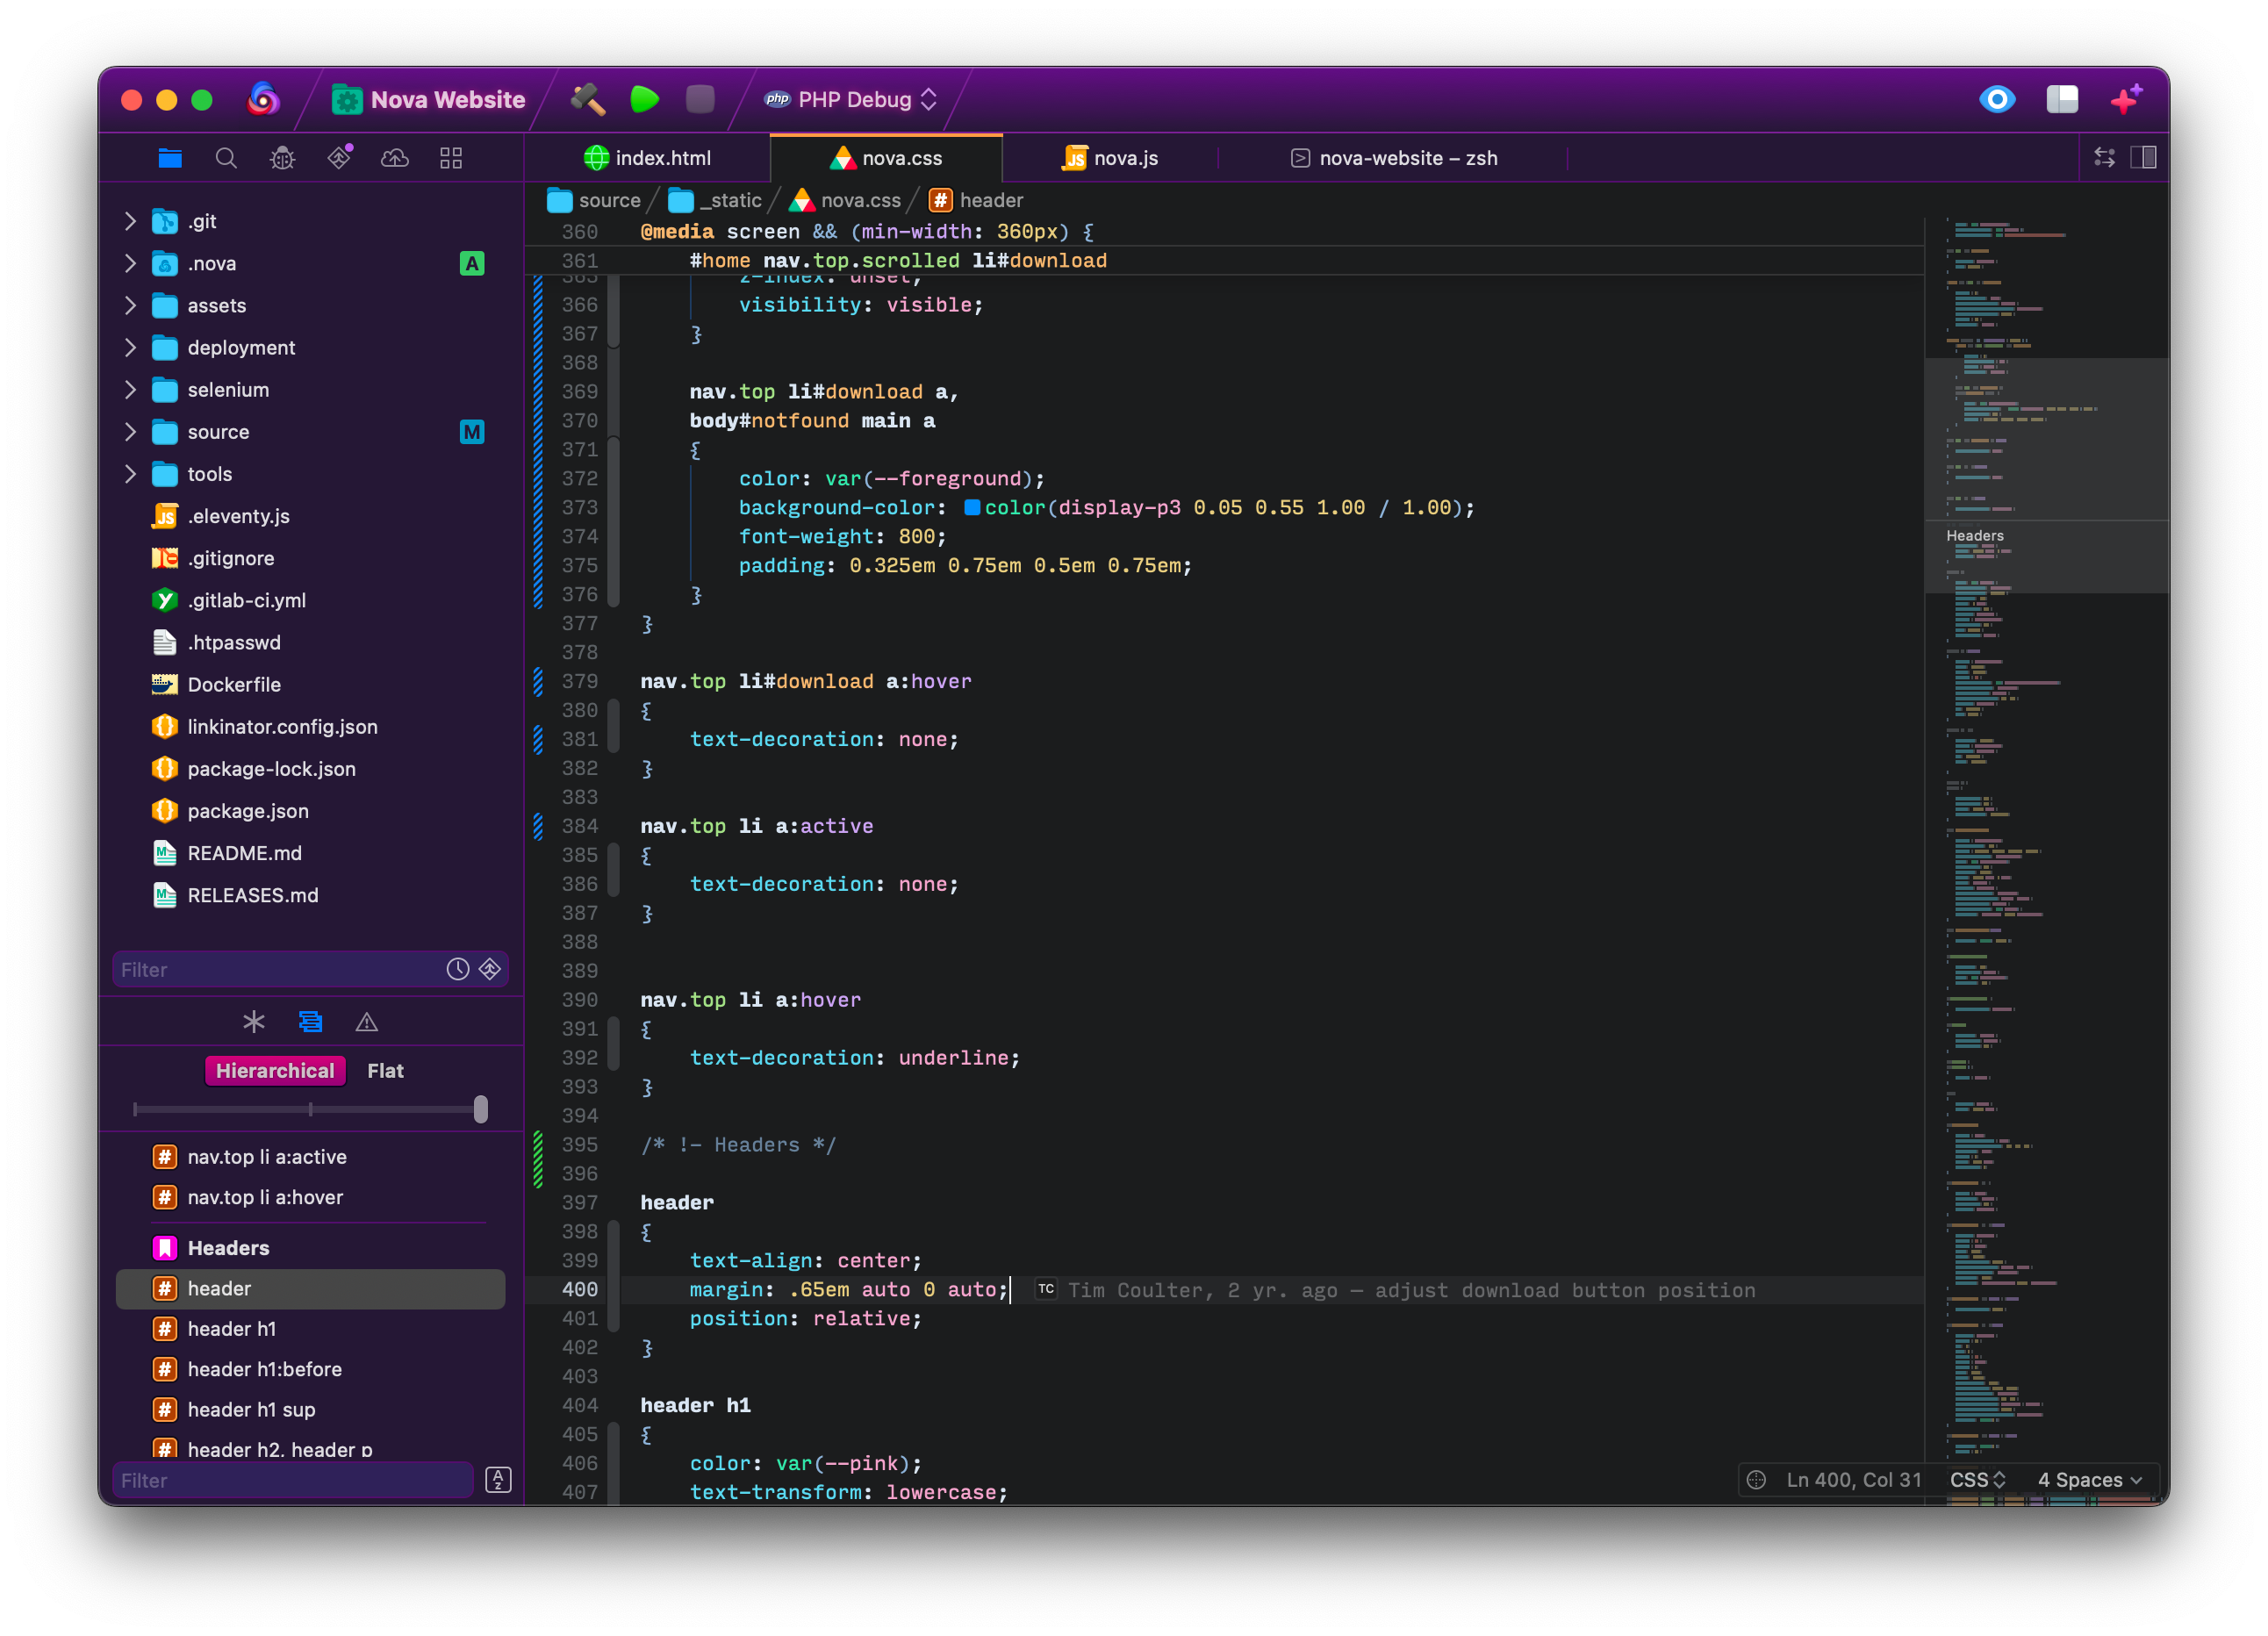 Nova Website
php PHP Debug
index.html
nova.css
JS nova.js
nova-website – zsh
source
_static
nova.css
# header
.git
.nova A
assets
deployment
selenium
source M
tools
JS .eleventy.js
.gitignore
Y .gitlab-ci.yml
.htpasswd
Dockerfile
{} linkinator.config.json
{} package-lock.json
{} package.json
M README.md
M RELEASES.md
Filter
Hierarchical Flat
# nav.top li a:active
# nav.top li a:hover
Headers
# header
# header h1
# header h1:before
# header h1 sup
# header h2, header p
Filter
A
Z
360 @media screen && (min-width: 360px) {
361 #home nav.top.scrolled li#download
365 z-index: unset;
366 visibility: visible;
367 }
368
369 nav.top li#download a,
370 body#notfound main a
371 {
372 color: var(--foreground);
373 background-color: color(display-p3 0.05 0.55 1.00 / 1.00);
374 font-weight: 800;
375 padding: 0.325em 0.75em 0.5em 0.75em;
376 }
377 }
378
379 nav.top li#download a:hover
380 {
381 text-decoration: none;
382 }
383
384 nav.top li a:active
385 {
386 text-decoration: none;
387 }
388
389
390 nav.top li a:hover
391 {
392 text-decoration: underline;
393 }
394
395 /* !- Headers */
396
397 header
398 {
399 text-align: center;
400 margin: .65em auto 0 auto; TC Tim Coulter, 2 yr. ago — adjust download button position
401 position: relative;
402 }
403
404 header h1
405 {
406 color: var(--pink);
407 text-transform: lowercase;
Headers
Ln 400, Col 31 CSS 4 Spaces